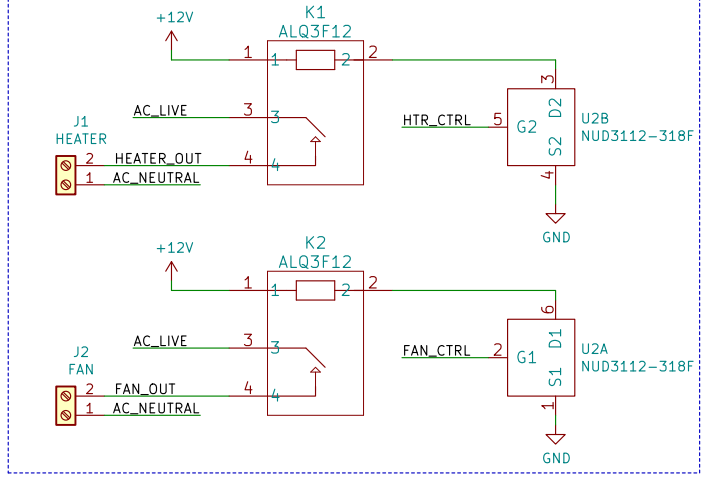 K1
+12V
ALQ3F12
1
1
2
2
3
D2
AC_LIVE
3
3
J1
HEATER
HTR_CTRL
5
G2
U2B
NUD3112-318F
S2
2
HEATER_OUT
4
4
1
AC_NEUTRAL
4
GND
K2
+12V
ALQ3F12
1
1
2
2
6
D1
AC_LIVE
3
3
J2
FAN
FAN_CTRL
2
G1
U2A
NUD3112-318F
S1
2
FAN_OUT
4
4
1
AC_NEUTRAL
1
GND